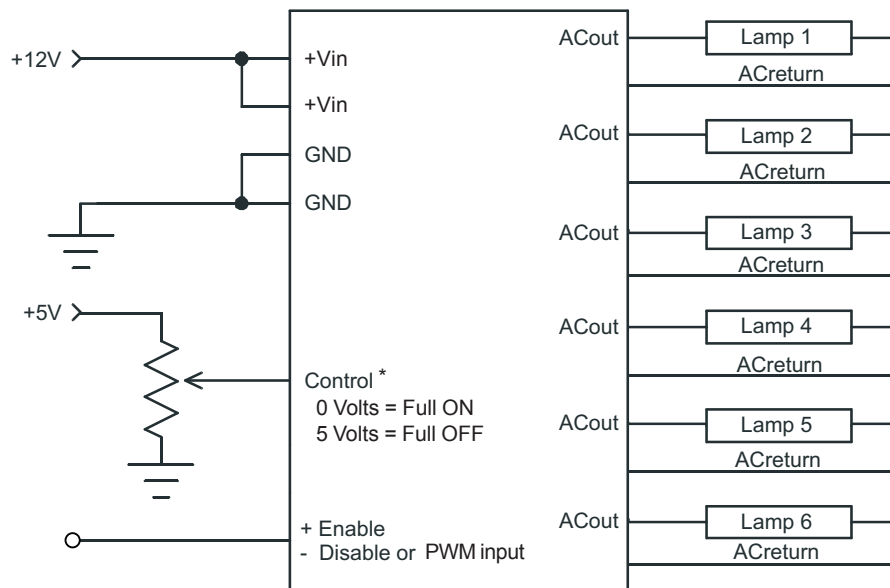 +12V
+Vin
+Vin
GND
GND
+5V
Control *
0 Volts = Full ON
5 Volts = Full OFF
+ Enable
- Disable or PWM input
ACout
Lamp 1
ACreturn
ACout
Lamp 2
ACreturn
ACout
Lamp 3
ACreturn
ACout
Lamp 4
ACreturn
ACout
Lamp 5
ACreturn
ACout
Lamp 6
ACreturn